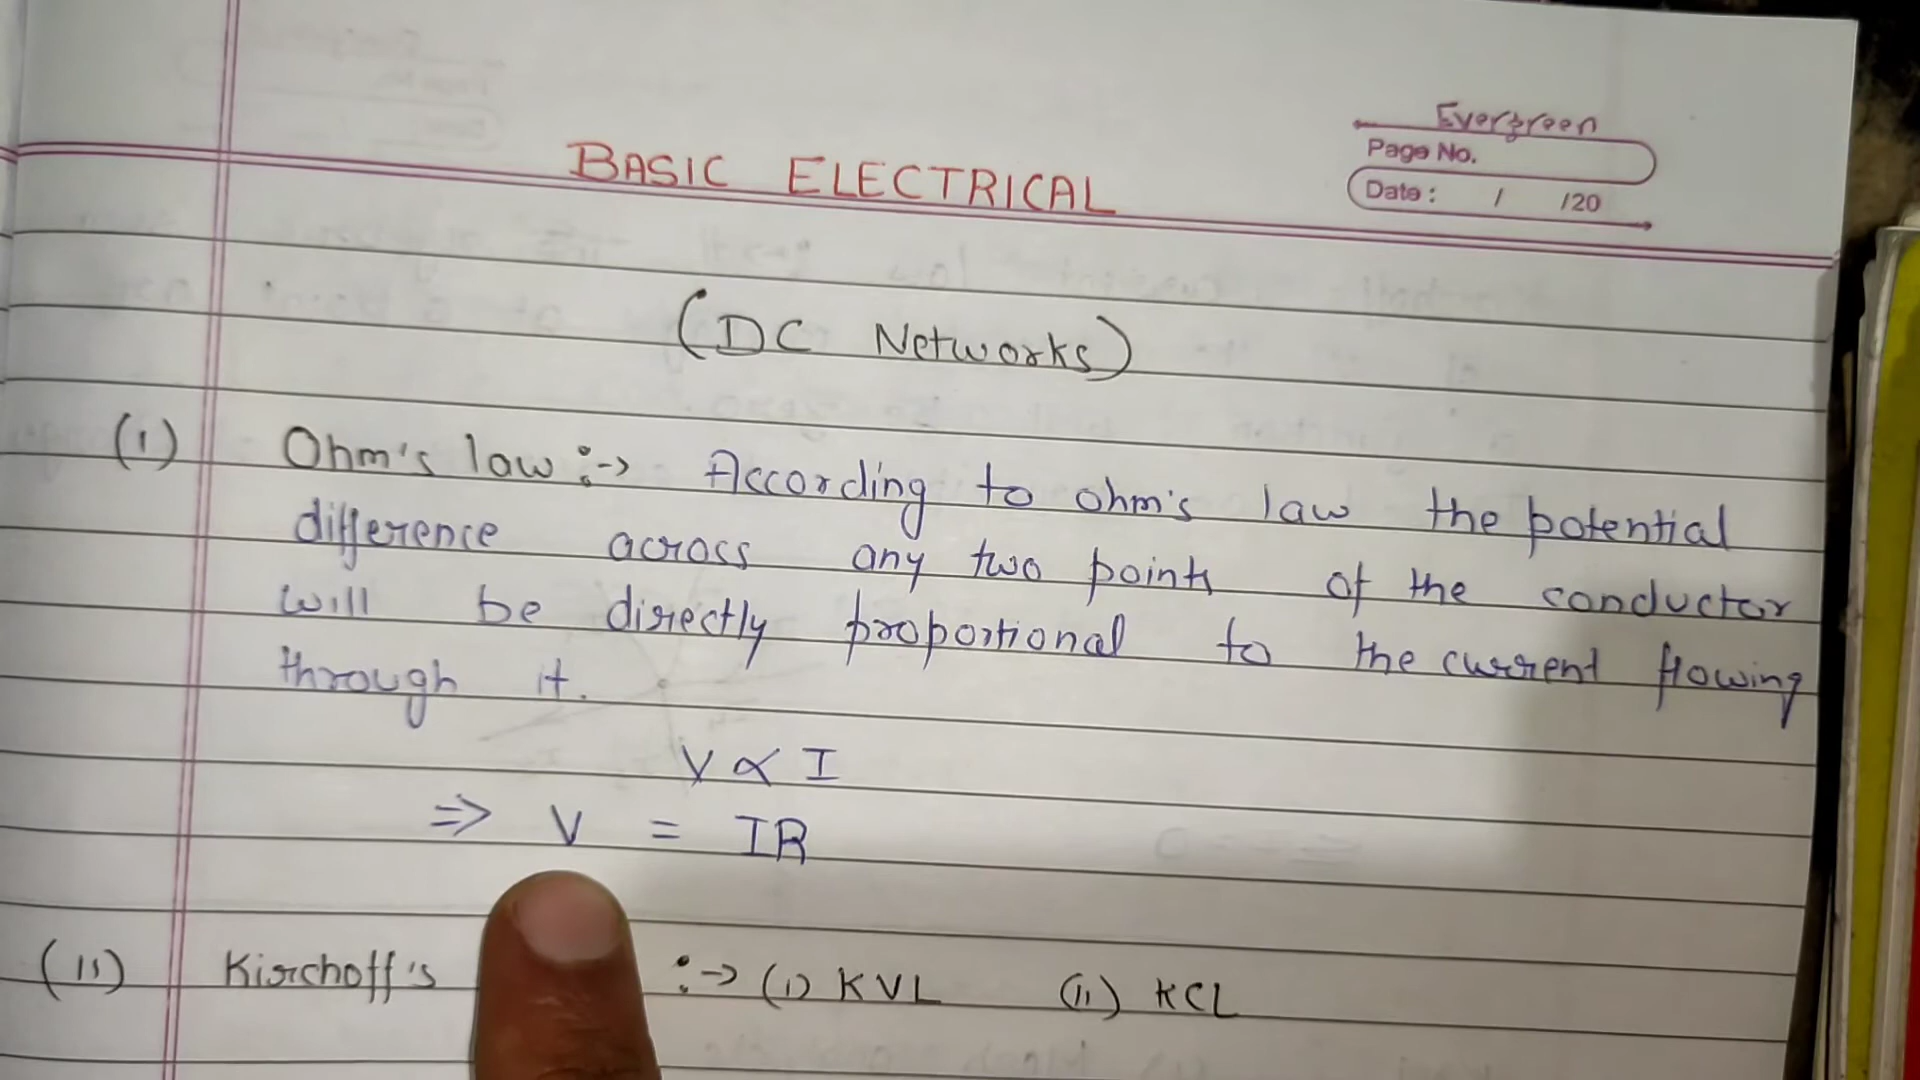 Evergreen
Page No.
Date : / /20
BASIC ELECTRICAL
(DC Networks)
(i) Ohm's law :-> According to ohm's law the potential
difference across any two points of the conductor
will be directly proportional to the current flowing
through it.
V ∝ I
⇒ V = IR
(ii) Kirchoff's :-> (i) KVL (ii) KCL